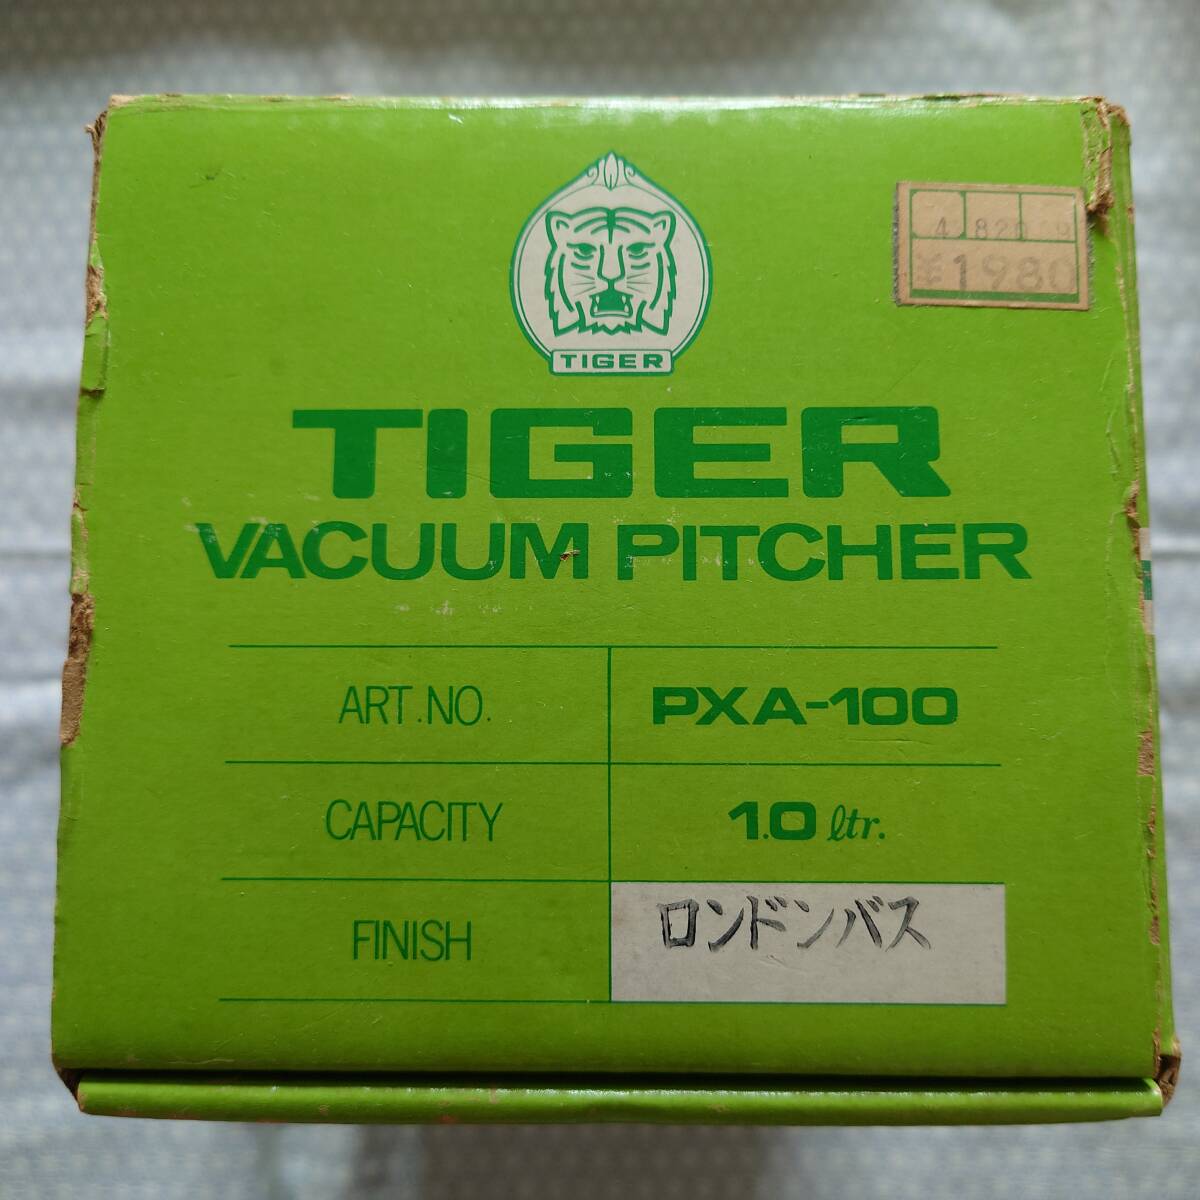 TIGER
¥1980
TIGER
VACUUM PITCHER
ART.NO. PXA-100
CAPACITY 1.0 ltr.
FINISH ロンドンバス